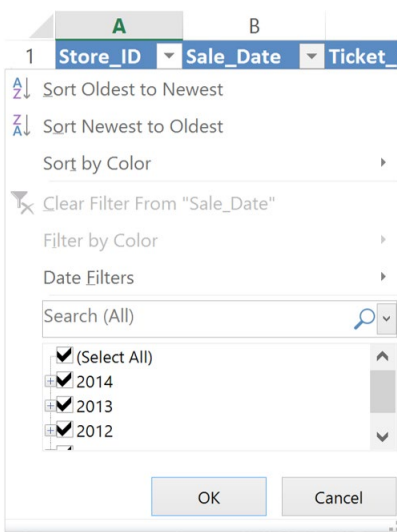 A B
1 Store_ID Sale_Date Ticket_
A Z Sort Oldest to Newest
Z A Sort Newest to Oldest
Sort by Color
Clear Filter From "Sale_Date"
Filter by Color
Date Filters
Search (All)
(Select All)
2014
2013
2012
OK Cancel